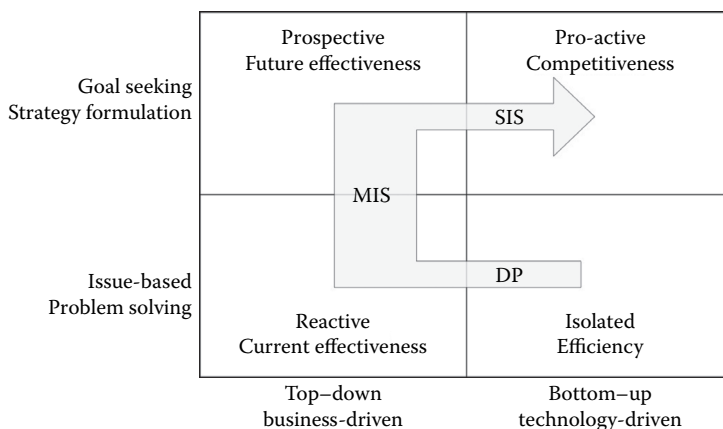 Prospective
Future effectiveness
Pro-active
Competitiveness
Goal seeking
Strategy formulation
SIS
MIS
Issue-based
Problem solving
DP
Reactive
Current effectiveness
Isolated
Efficiency
Top–down
business-driven
Bottom–up
technology-driven